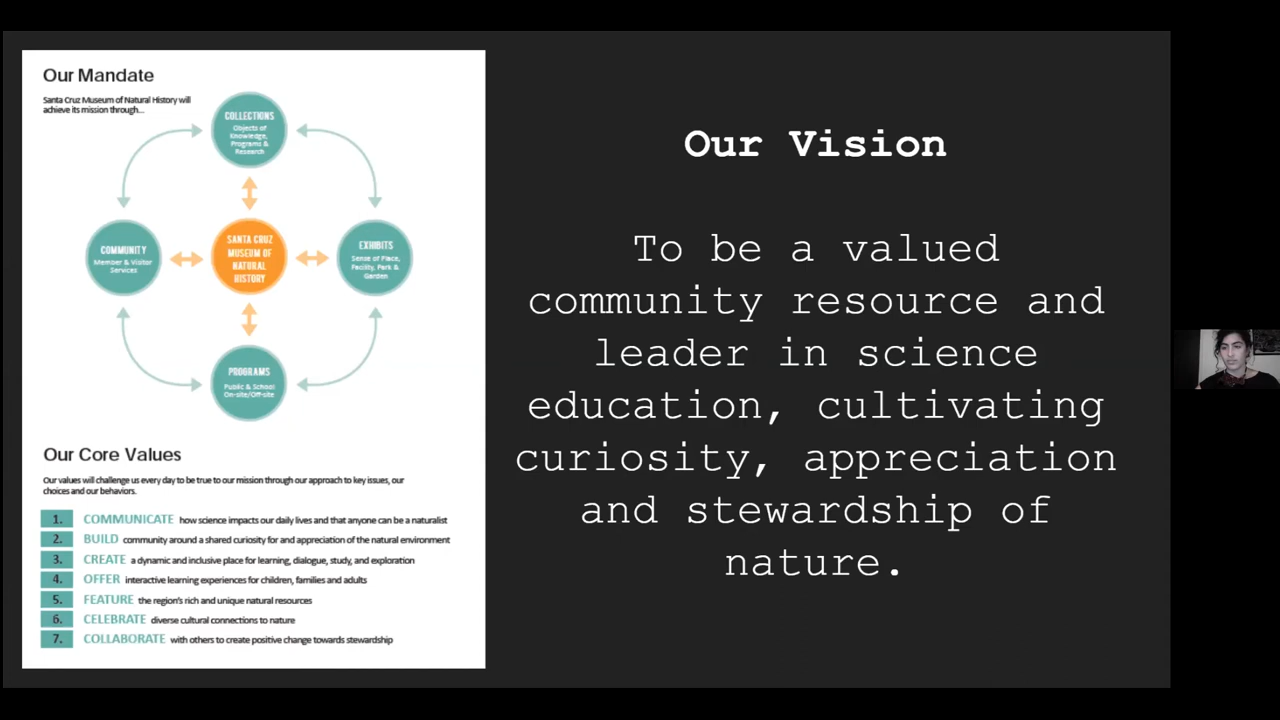 Our Mandate
Santa Cruz Museum of Natural History will
achieve its mission through...
COLLECTIONS
Objects of
Knowledge,
Programs &
Research
COMMUNITY
Member & Visitor
Services
SANTA CRUZ
MUSEUM OF
NATURAL
HISTORY
EXHIBITS
Sense of Place,
Facility, Park &
Garden
PROGRAMS
Public & School
On-site/Off-site
Our Core Values
Our values will challenge us every day to be true to our mission through our approach to key issues, our
choices and our behaviors.
1. COMMUNICATE how science impacts our daily lives and that anyone can be a naturalist
2. BUILD community around a shared curiosity for and appreciation of the natural environment
3. CREATE a dynamic and inclusive place for learning, dialogue, study, and exploration
4. OFFER interactive learning experiences for children, families and adults
5. FEATURE the region's rich and unique natural resources
6. CELEBRATE diverse cultural connections to nature
7. COLLABORATE with others to create positive change towards stewardship
Our Vision
To be a valued
community resource and
leader in science
education, cultivating
curiosity, appreciation
and stewardship of
nature.